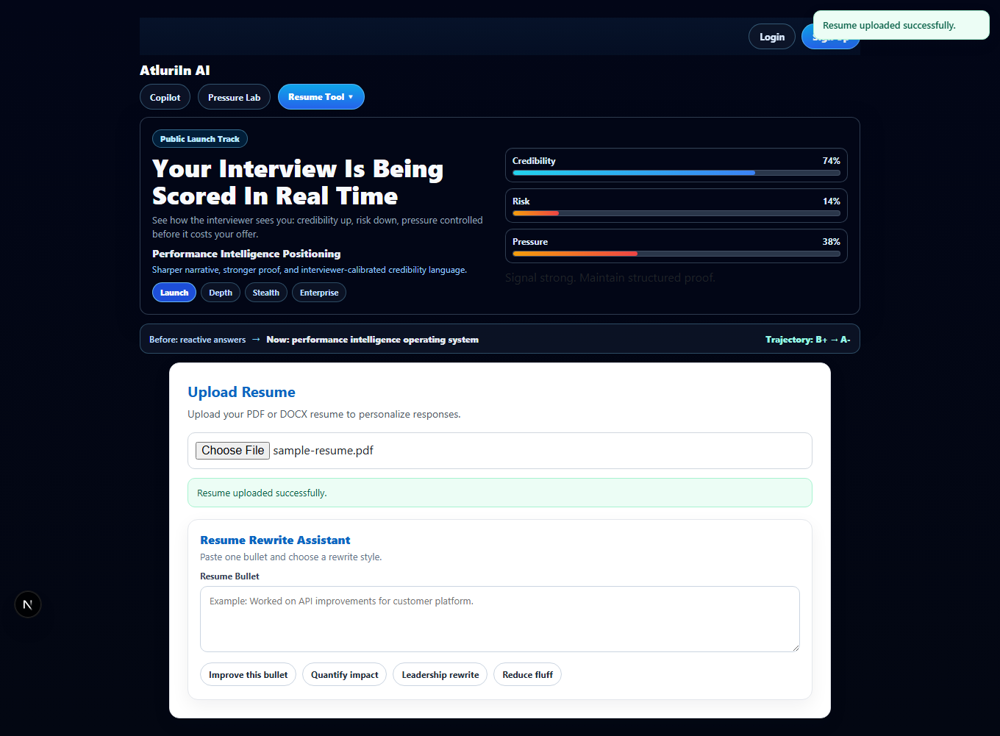 Login
Resume uploaded successfully.
AtluriIn AI
Copilot
Pressure Lab
Resume Tool ▾
Public Launch Track
Your Interview Is Being
Scored In Real Time
See how the interviewer sees you: credibility up, risk down, pressure controlled
before it costs your offer.
Performance Intelligence Positioning
Sharper narrative, stronger proof, and interviewer-calibrated credibility language.
Launch
Depth
Stealth
Enterprise
Credibility 74%
Risk 14%
Pressure 38%
Signal strong. Maintain structured proof.
Before: reactive answers → Now: performance intelligence operating system
Trajectory: B+ → A-
Upload Resume
Upload your PDF or DOCX resume to personalize responses.
Choose File sample-resume.pdf
Resume uploaded successfully.
Resume Rewrite Assistant
Paste one bullet and choose a rewrite style.
Resume Bullet
Example: Worked on API improvements for customer platform.
Improve this bullet
Quantify impact
Leadership rewrite
Reduce fluff
N